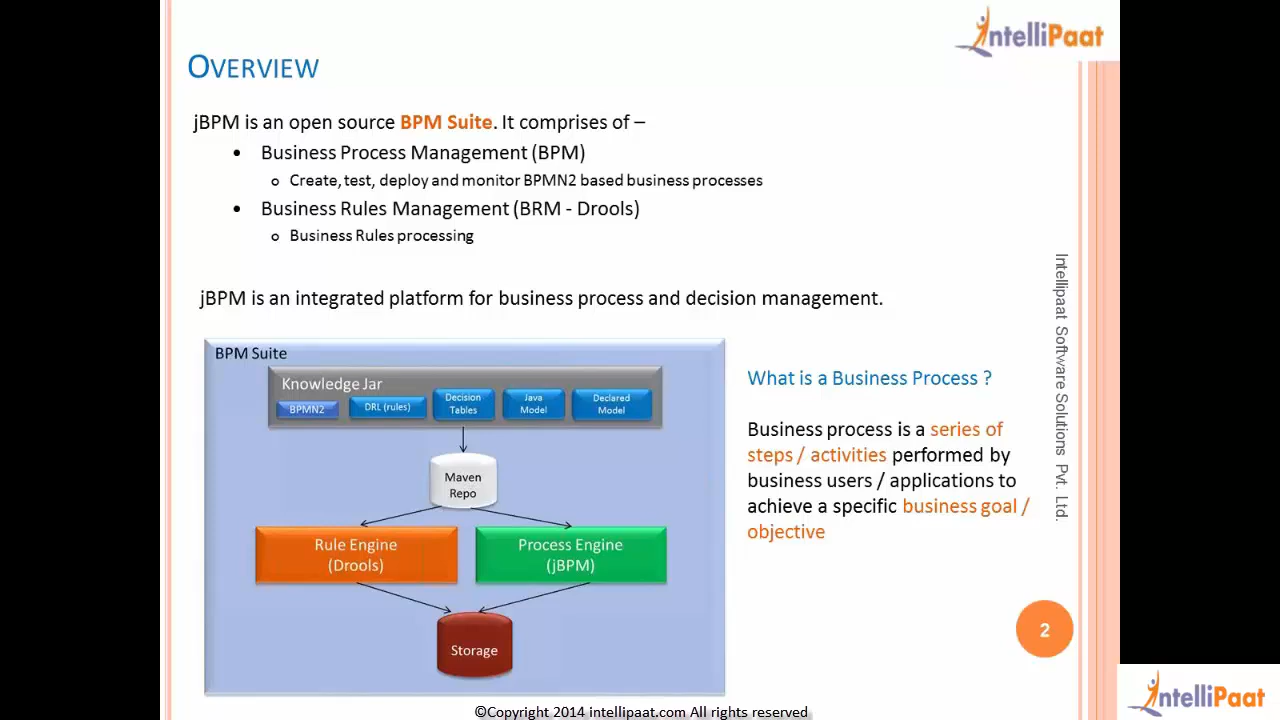 IntelliPaat
OVERVIEW
jBPM is an open source BPM Suite. It comprises of –
• Business Process Management (BPM)
o Create, test, deploy and monitor BPMN2 based business processes
• Business Rules Management (BRM - Drools)
o Business Rules processing
jBPM is an integrated platform for business process and decision management.
BPM Suite
Knowledge Jar
BPMN2
DRL (rules)
Decision
Tables
Java
Model
Declared
Model
Maven
Repo
Rule Engine
(Drools)
Process Engine
(jBPM)
Storage
What is a Business Process ?
Business process is a series of
steps / activities performed by
business users / applications to
achieve a specific business goal /
objective
Intellipaat Software Solutions Pvt. Ltd.
2
©Copyright 2014 intellipaat.com All rights reserved
IntelliPaat